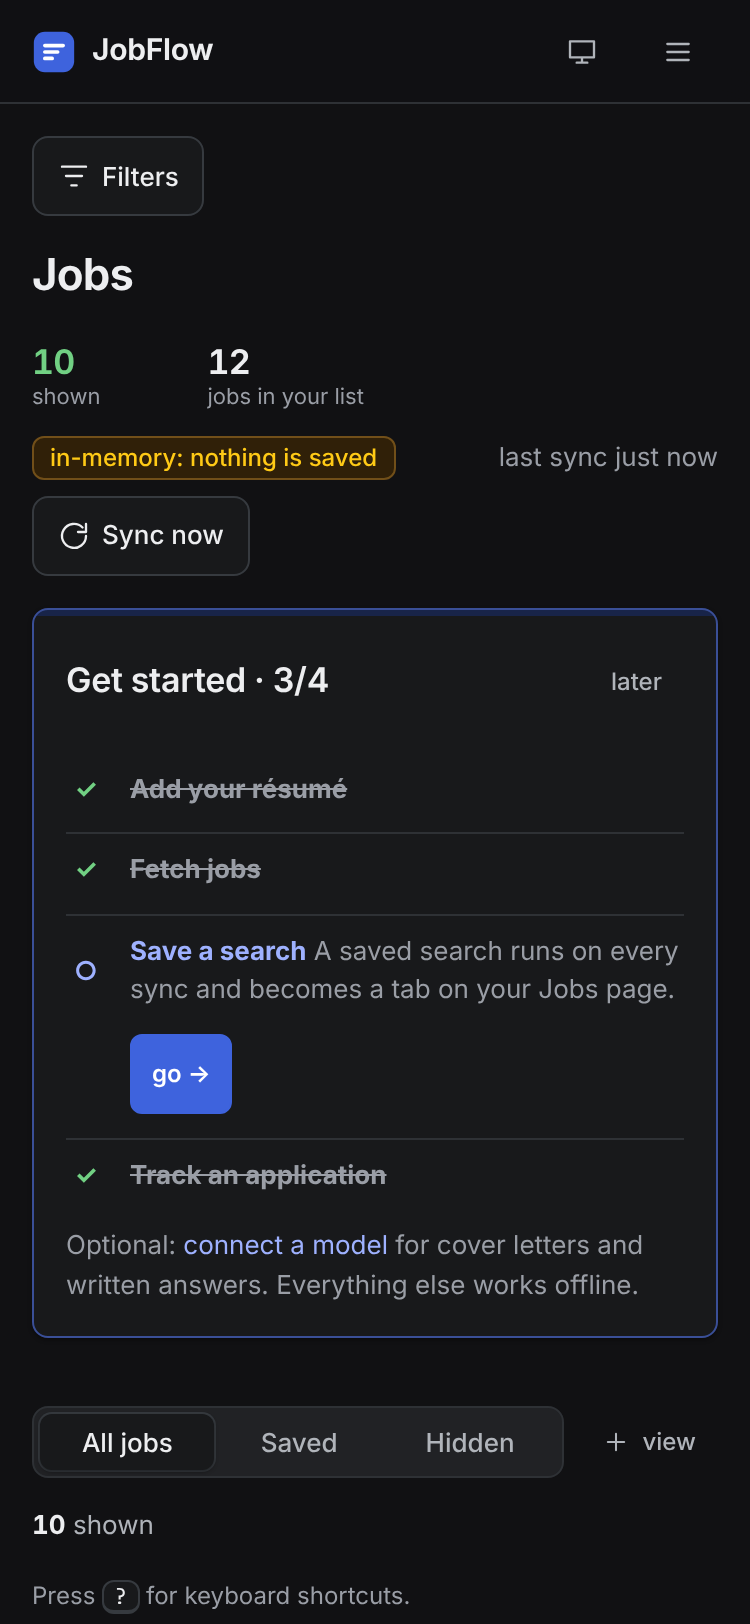 JobFlow
Filters
Jobs
10
shown
12
jobs in your list
in-memory: nothing is saved
last sync just now
Sync now
Get started · 3/4
later
Add your résumé
Fetch jobs
Save a search A saved search runs on every
sync and becomes a tab on your Jobs page.
go →
Track an application
Optional: connect a model for cover letters and
written answers. Everything else works offline.
All jobs
Saved
Hidden
+ view
10 shown
Press ? for keyboard shortcuts.